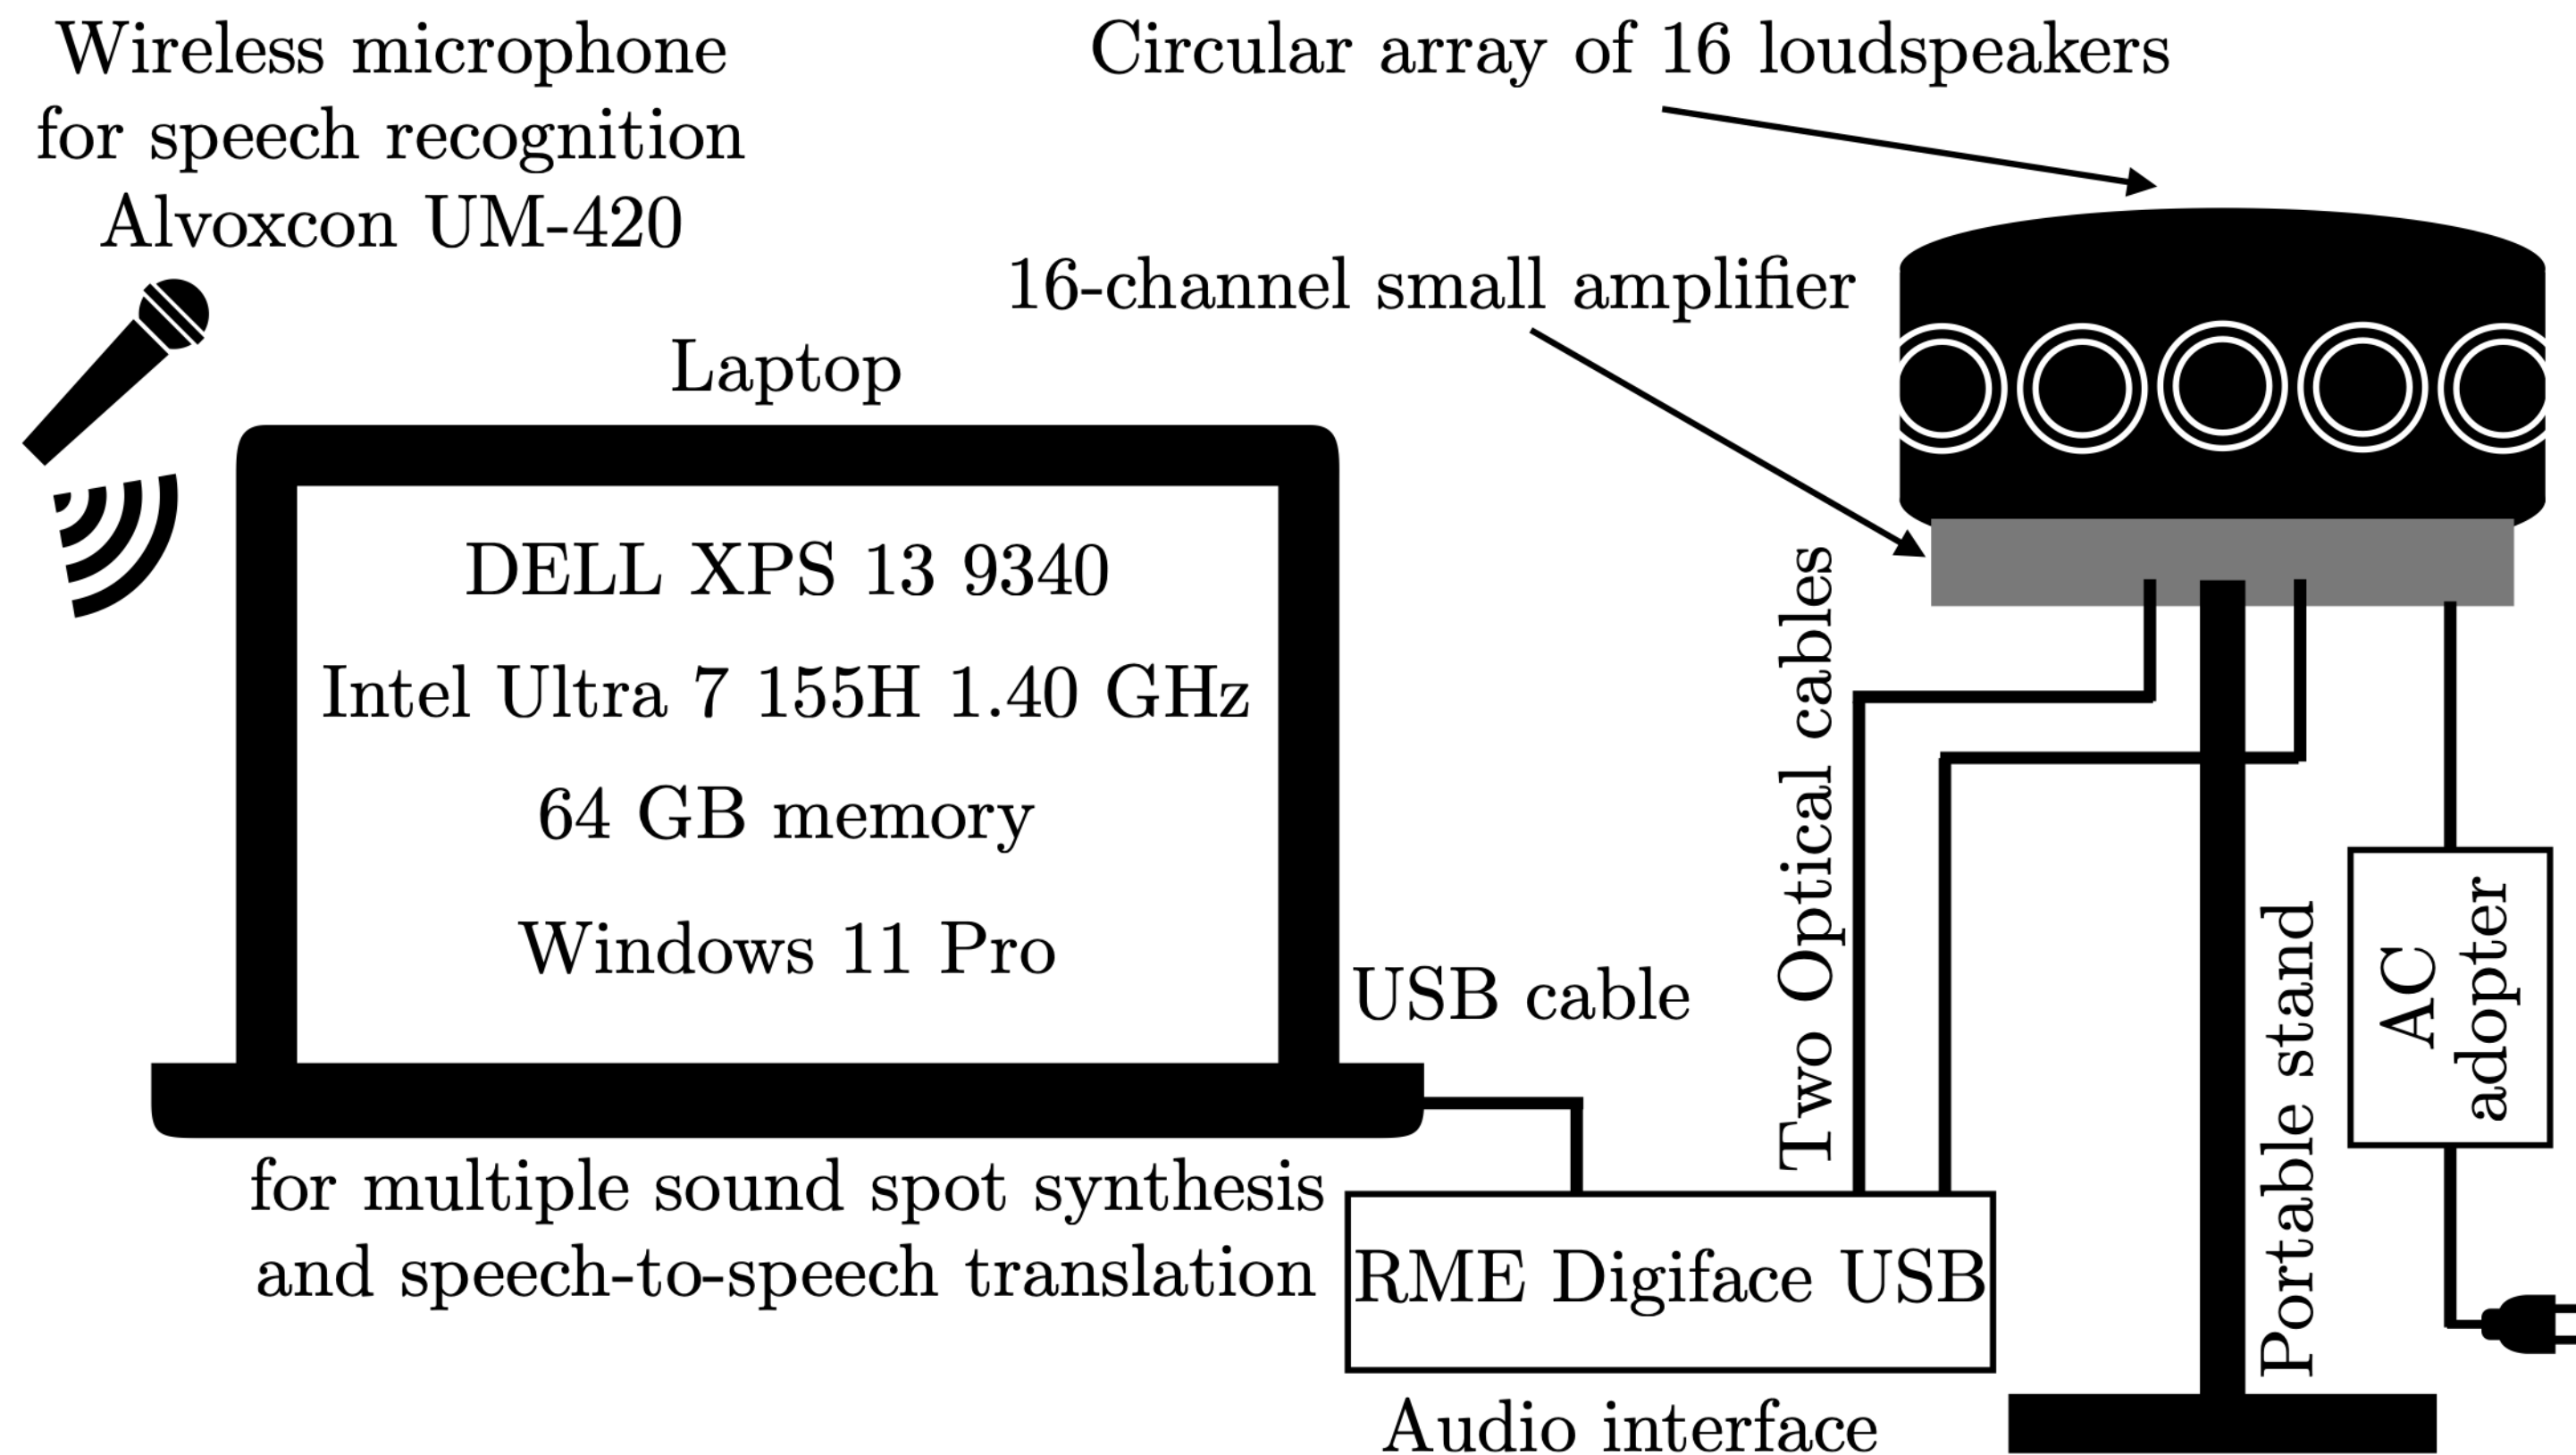 Wireless microphone
for speech recognition
Alvoxcon UM-420
Circular array of 16 loudspeakers
16-channel small amplifier
Laptop
DELL XPS 13 9340
Intel Ultra 7 155H 1.40 GHz
64 GB memory
Windows 11 Pro
for multiple sound spot synthesis
and speech-to-speech translation
USB cable
RME Digiface USB
Audio interface
Two Optical cables
Portable stand
AC
adopter